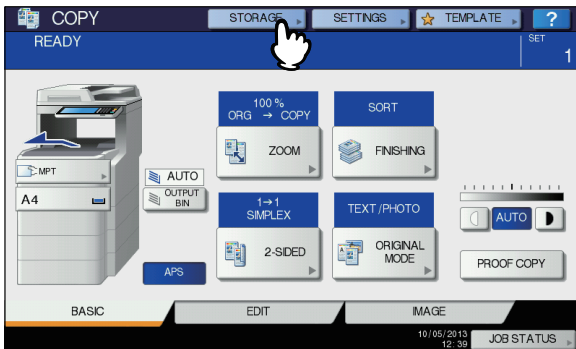 COPY
STORAGE
SETTINGS
TEMPLATE
?
READY
SET
1
100 %
ORG → COPY
ZOOM
SORT
FINISHING
MPT
A4
AUTO
OUTPUT
BIN
1→1
SIMPLEX
2-SIDED
TEXT/PHOTO
ORIGINAL
MODE
AUTO
APS
PROOF COPY
BASIC
EDIT
IMAGE
10/05/2013
12:39
JOB STATUS